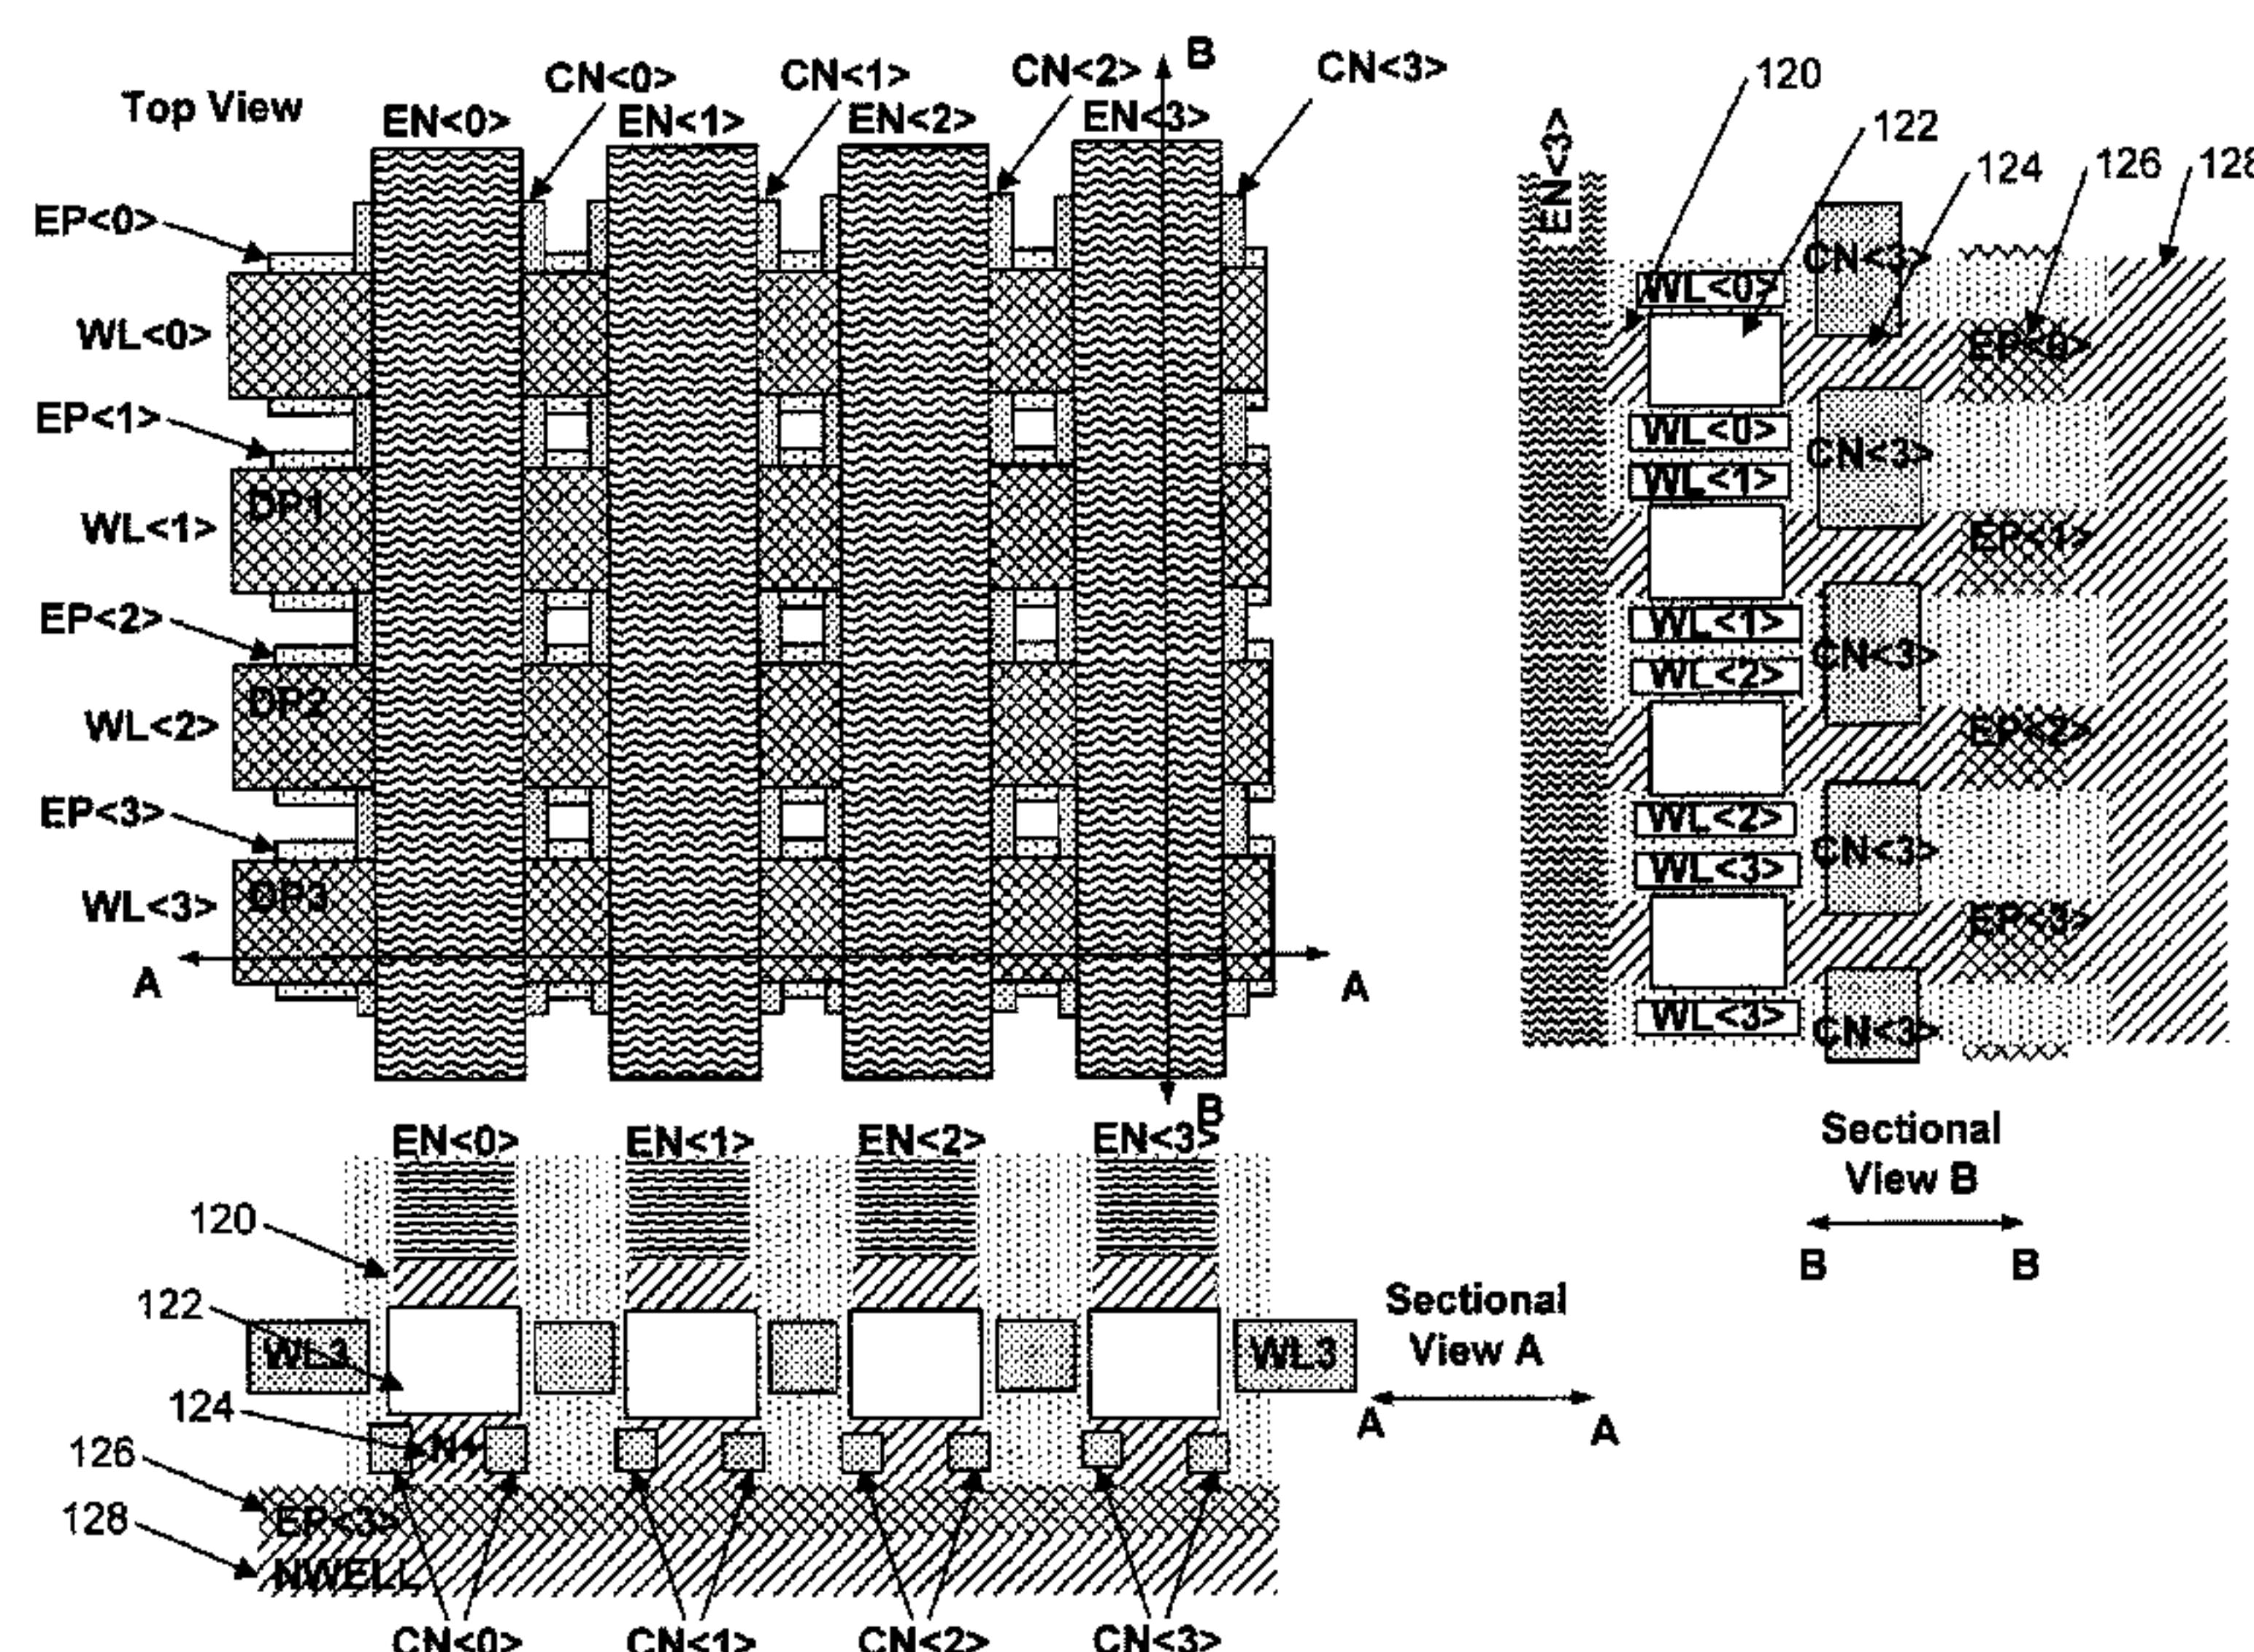 Top View
CN<0>
CN<1>
CN<2>
B
CN<3>
EN<0>
EN<1>
EN<2>
EN<3>
EP<0>
WL<0>
EP<1>
DP1
WL<1>
EP<2>
DP2
WL<2>
EP<3>
DP3
WL<3>
A
A
B
120
122
124
126
128
EN<3>
CN<3>
WL<0>
EP<0>
WL<0>
CN<3>
WL<1>
EP<1>
WL<1>
CN<3>
WL<2>
EP<2>
WL<2>
CN<3>
WL<3>
EP<3>
WL<3>
CN<3>
Sectional
View B
B
B
EN<0>
EN<1>
EN<2>
EN<3>
120
122
WL3
WL3
124
N+
126
EP<3>
128
NWELL
CN<0>
CN<1>
CN<2>
CN<3>
Sectional
View A
A
A